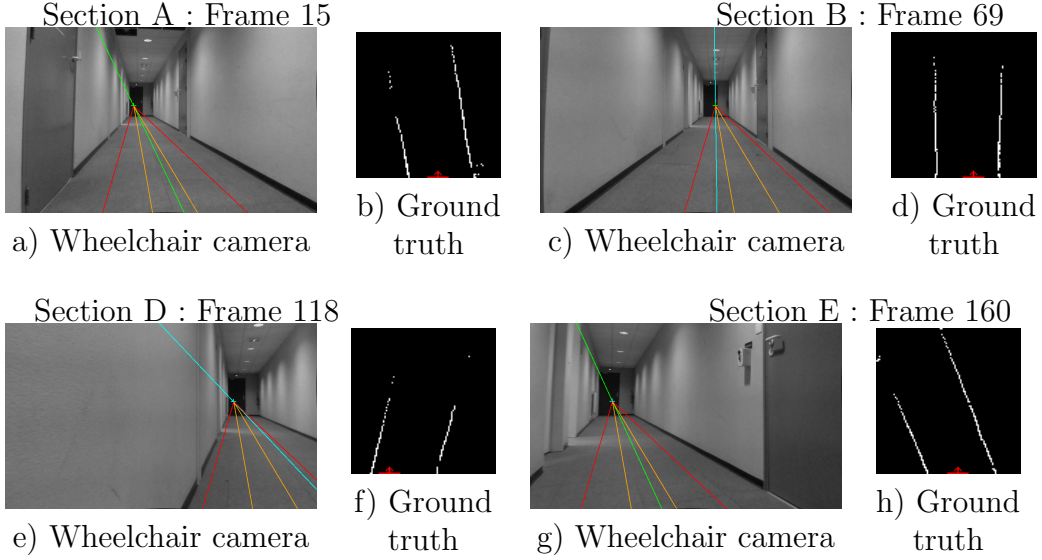 Section A : Frame 15
Section B : Frame 69
a) Wheelchair camera
b) Ground
truth
c) Wheelchair camera
d) Ground
truth
Section D : Frame 118
Section E : Frame 160
e) Wheelchair camera
f) Ground
truth
g) Wheelchair camera
h) Ground
truth